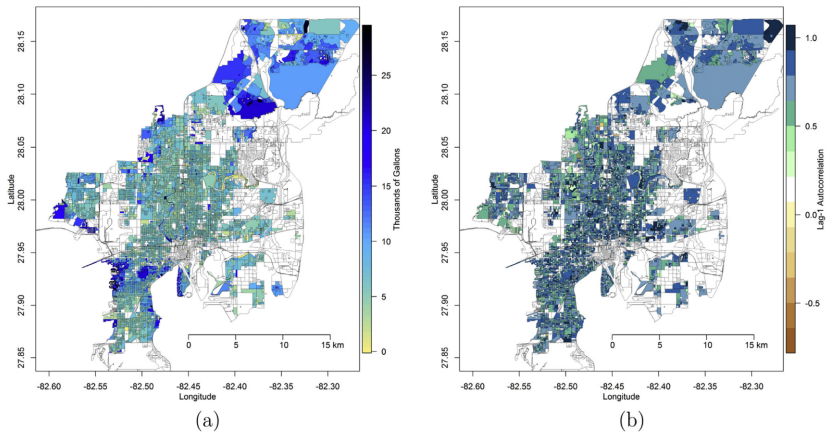 28.15
28.10
28.05
28.00
27.95
27.90
27.85
Latitude
-82.60 -82.55 -82.50 -82.45 -82.40 -82.35 -82.30
Longitude
0 5 10 15 km
25
20
15
10
5
0
Thousands of Gallons
(a)
28.15
28.10
28.05
28.00
27.95
27.90
27.85
Latitude
-82.60 -82.55 -82.50 -82.45 -82.40 -82.35 -82.30
Longitude
0 5 10 15 km
1.0
0.5
0.0
-0.5
Lag-1 Autocorrelation
(b)